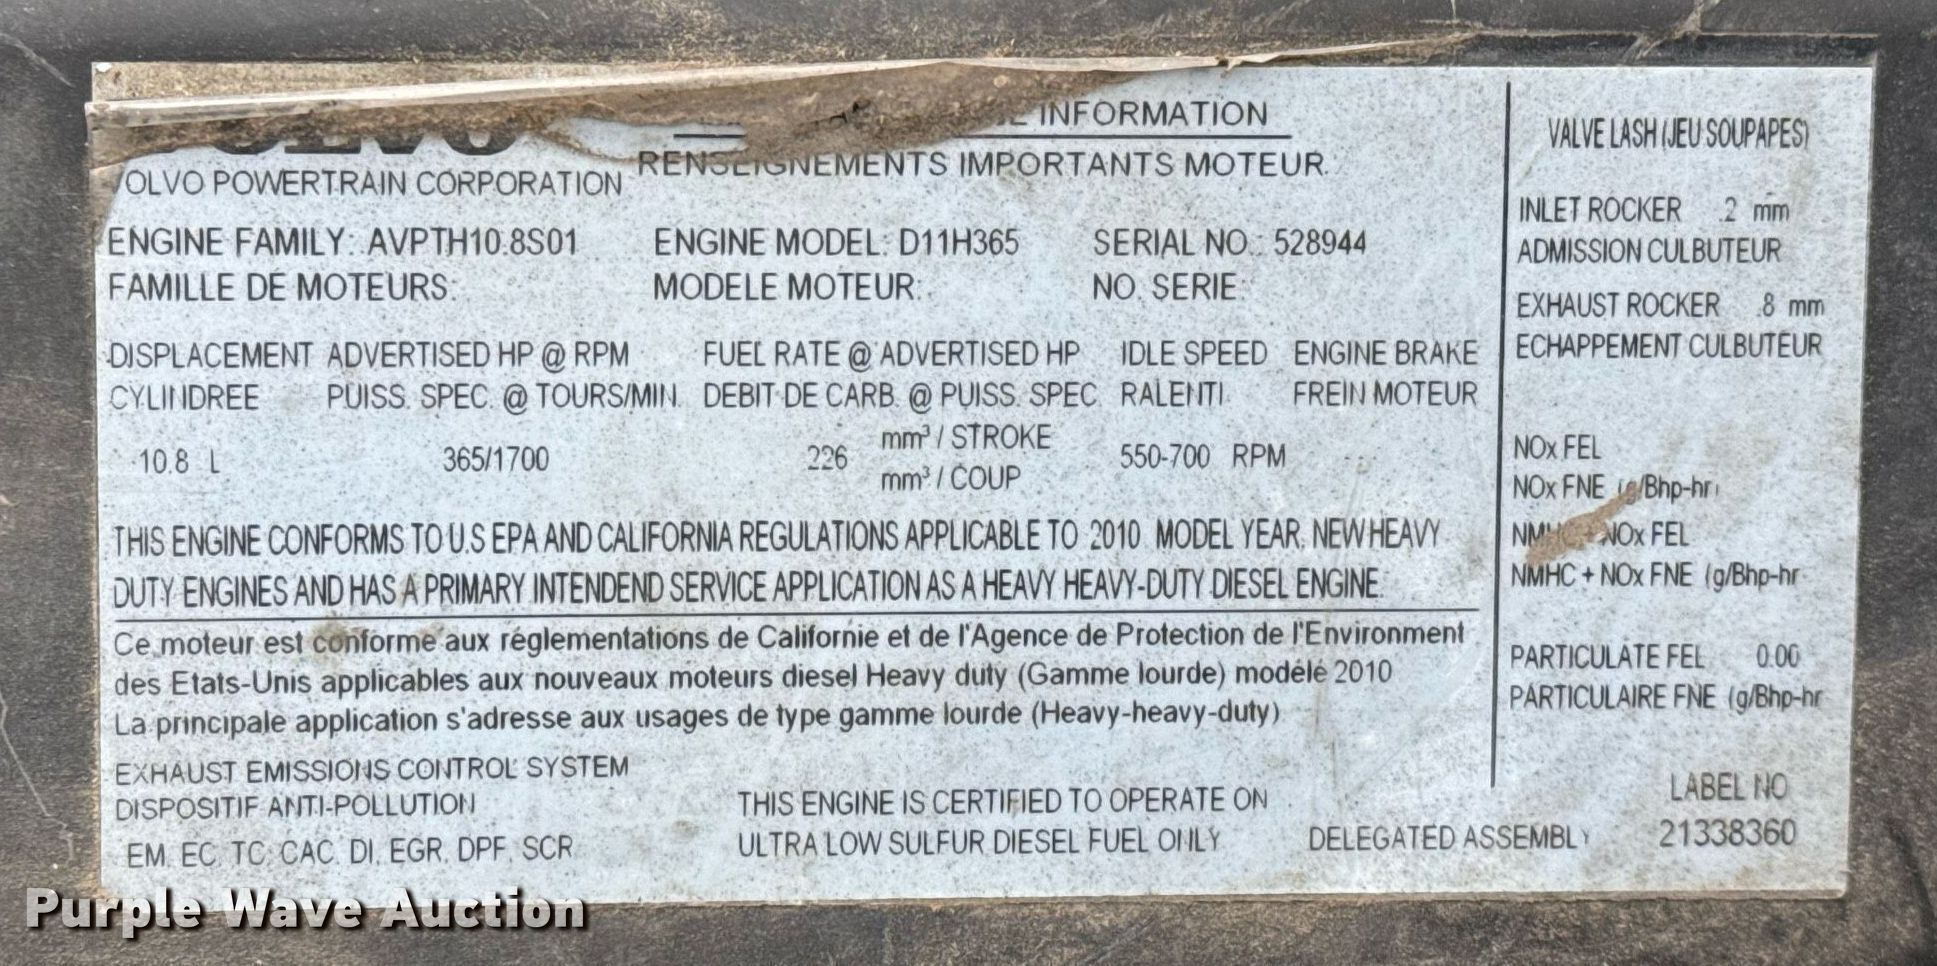 INFORMATION
RENSEIGNEMENTS IMPORTANTS MOTEUR
VOLVO POWERTRAIN CORPORATION
ENGINE FAMILY: AVPTH10.8S01 ENGINE MODEL: D11H365 SERIAL NO.: 528944
FAMILLE DE MOTEURS: MODELE MOTEUR: NO. SERIE:
DISPLACEMENT ADVERTISED HP @ RPM FUEL RATE @ ADVERTISED HP IDLE SPEED ENGINE BRAKE
CYLINDREE PUISS. SPEC. @ TOURS/MIN. DEBIT DE CARB. @ PUISS. SPEC. RALENTI. FREIN MOTEUR
mm³ / STROKE
10.8 L 365/1700 226 550-700 RPM
mm³ / COUP
THIS ENGINE CONFORMS TO U.S EPA AND CALIFORNIA REGULATIONS APPLICABLE TO 2010 MODEL YEAR, NEW HEAVY
DUTY ENGINES AND HAS A PRIMARY INTENDEND SERVICE APPLICATION AS A HEAVY HEAVY-DUTY DIESEL ENGINE.
Ce moteur est conforme aux réglementations de Californie et de l'Agence de Protection de l'Environment
des Etats-Unis applicables aux nouveaux moteurs diesel Heavy duty (Gamme lourde) modèle 2010
La principale application s'adresse aux usages de type gamme lourde (Heavy-heavy-duty)
EXHAUST EMISSIONS CONTROL SYSTEM
DISPOSITIF ANTI-POLLUTION
EM, EC, TC, CAC, DI, EGR, DPF, SCR
THIS ENGINE IS CERTIFIED TO OPERATE ON
ULTRA LOW SULFUR DIESEL FUEL ONLY
DELEGATED ASSEMBLY
VALVE LASH (JEU SOUPAPES)
INLET ROCKER .2 mm
ADMISSION CULBUTEUR
EXHAUST ROCKER .8 mm
ECHAPPEMENT CULBUTEUR
NOx FEL
NOx FNE (g/Bhp-hr)
NMHC + NOx FEL
NMHC + NOx FNE (g/Bhp-hr
PARTICULATE FEL 0.00
PARTICULAIRE FNE (g/Bhp-hr
LABEL NO
21338360
Purple Wave Auction